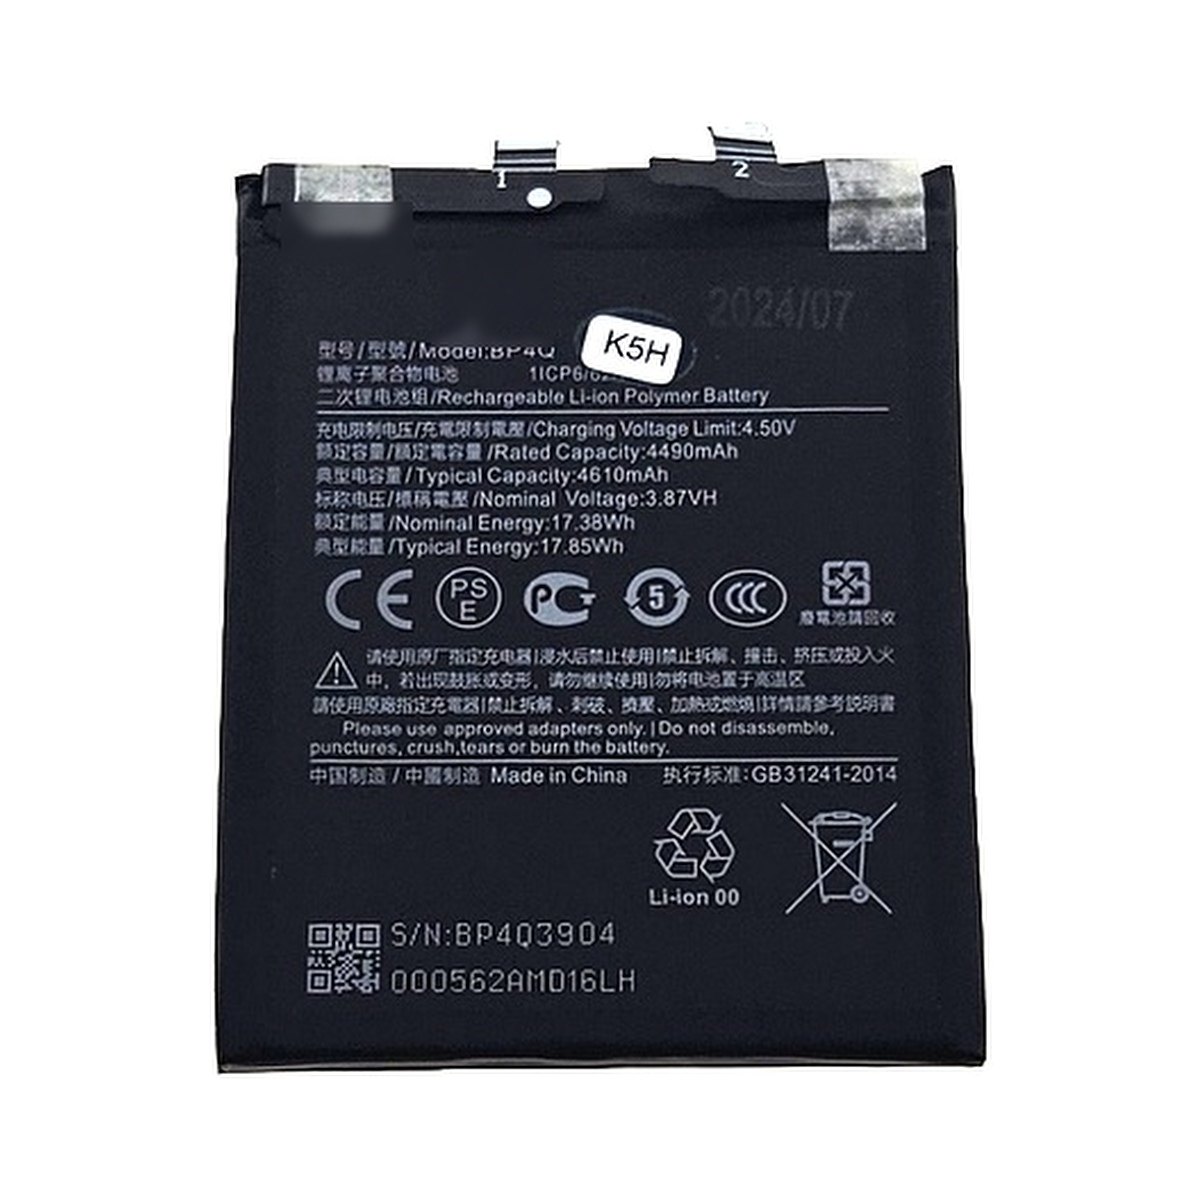 1
2
2024/07
型号/型號/Model:BP4Q
K5H
锂离子聚合物电池 1ICP6/62
二次锂电池组/Rechargeable Li-ion Polymer Battery
充电限制电压/充電限制電壓/Charging Voltage Limit:4.50V
额定容量/額定電容量/Rated Capacity:4490mAh
典型电容量/Typical Capacity:4610mAh
标称电压/標稱電壓/Nominal Voltage:3.87VH
额定能量/Nominal Energy:17.38Wh
典型能量/Typical Energy:17.85Wh
CE PSE PC 5 CCC
廢電池請回收
请使用原厂指定充电器|浸水后禁止使用|禁止拆解、撞击、挤压或投入火
中，若出现鼓胀或变形，请勿继续使用|勿将电池置于高温区
請使用原廠指定充電器|禁止拆解、刺破、擠壓、加熱或燃燒|詳情請參考說明書
Please use approved adapters only.|Do not disassemble,
punctures, crush,tears or burn the battery.
中国制造/中國製造 Made in China 执行标准:GB31241-2014
Li-ion 00
S/N:BP4Q3904
000562AMD16LH